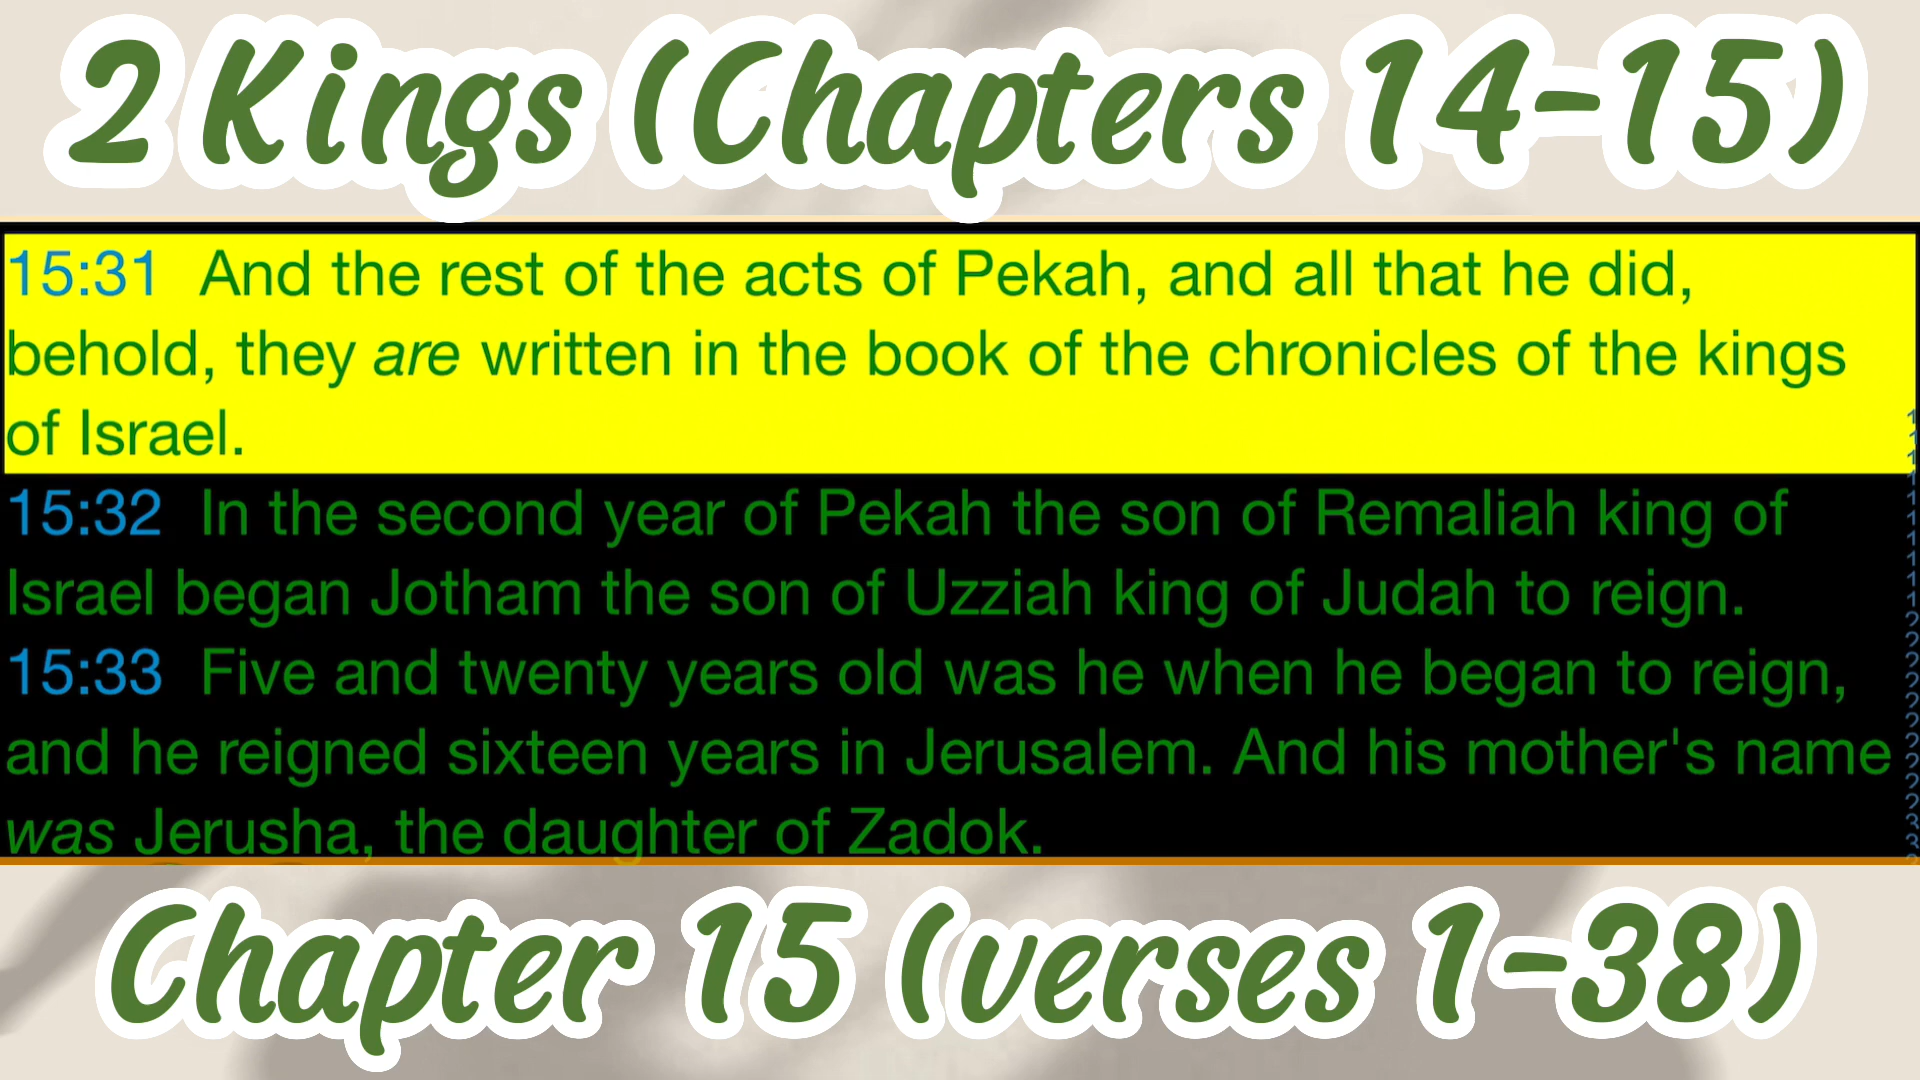 2 Kings (Chapters 14-15)
15:31 And the rest of the acts of Pekah, and all that he did,
behold, they are written in the book of the chronicles of the kings
of Israel.
15:32 In the second year of Pekah the son of Remaliah king of
Israel began Jotham the son of Uzziah king of Judah to reign.
15:33 Five and twenty years old was he when he began to reign,
and he reigned sixteen years in Jerusalem. And his mother's name
was Jerusha, the daughter of Zadok.
Chapter 15 (verses 1-38)